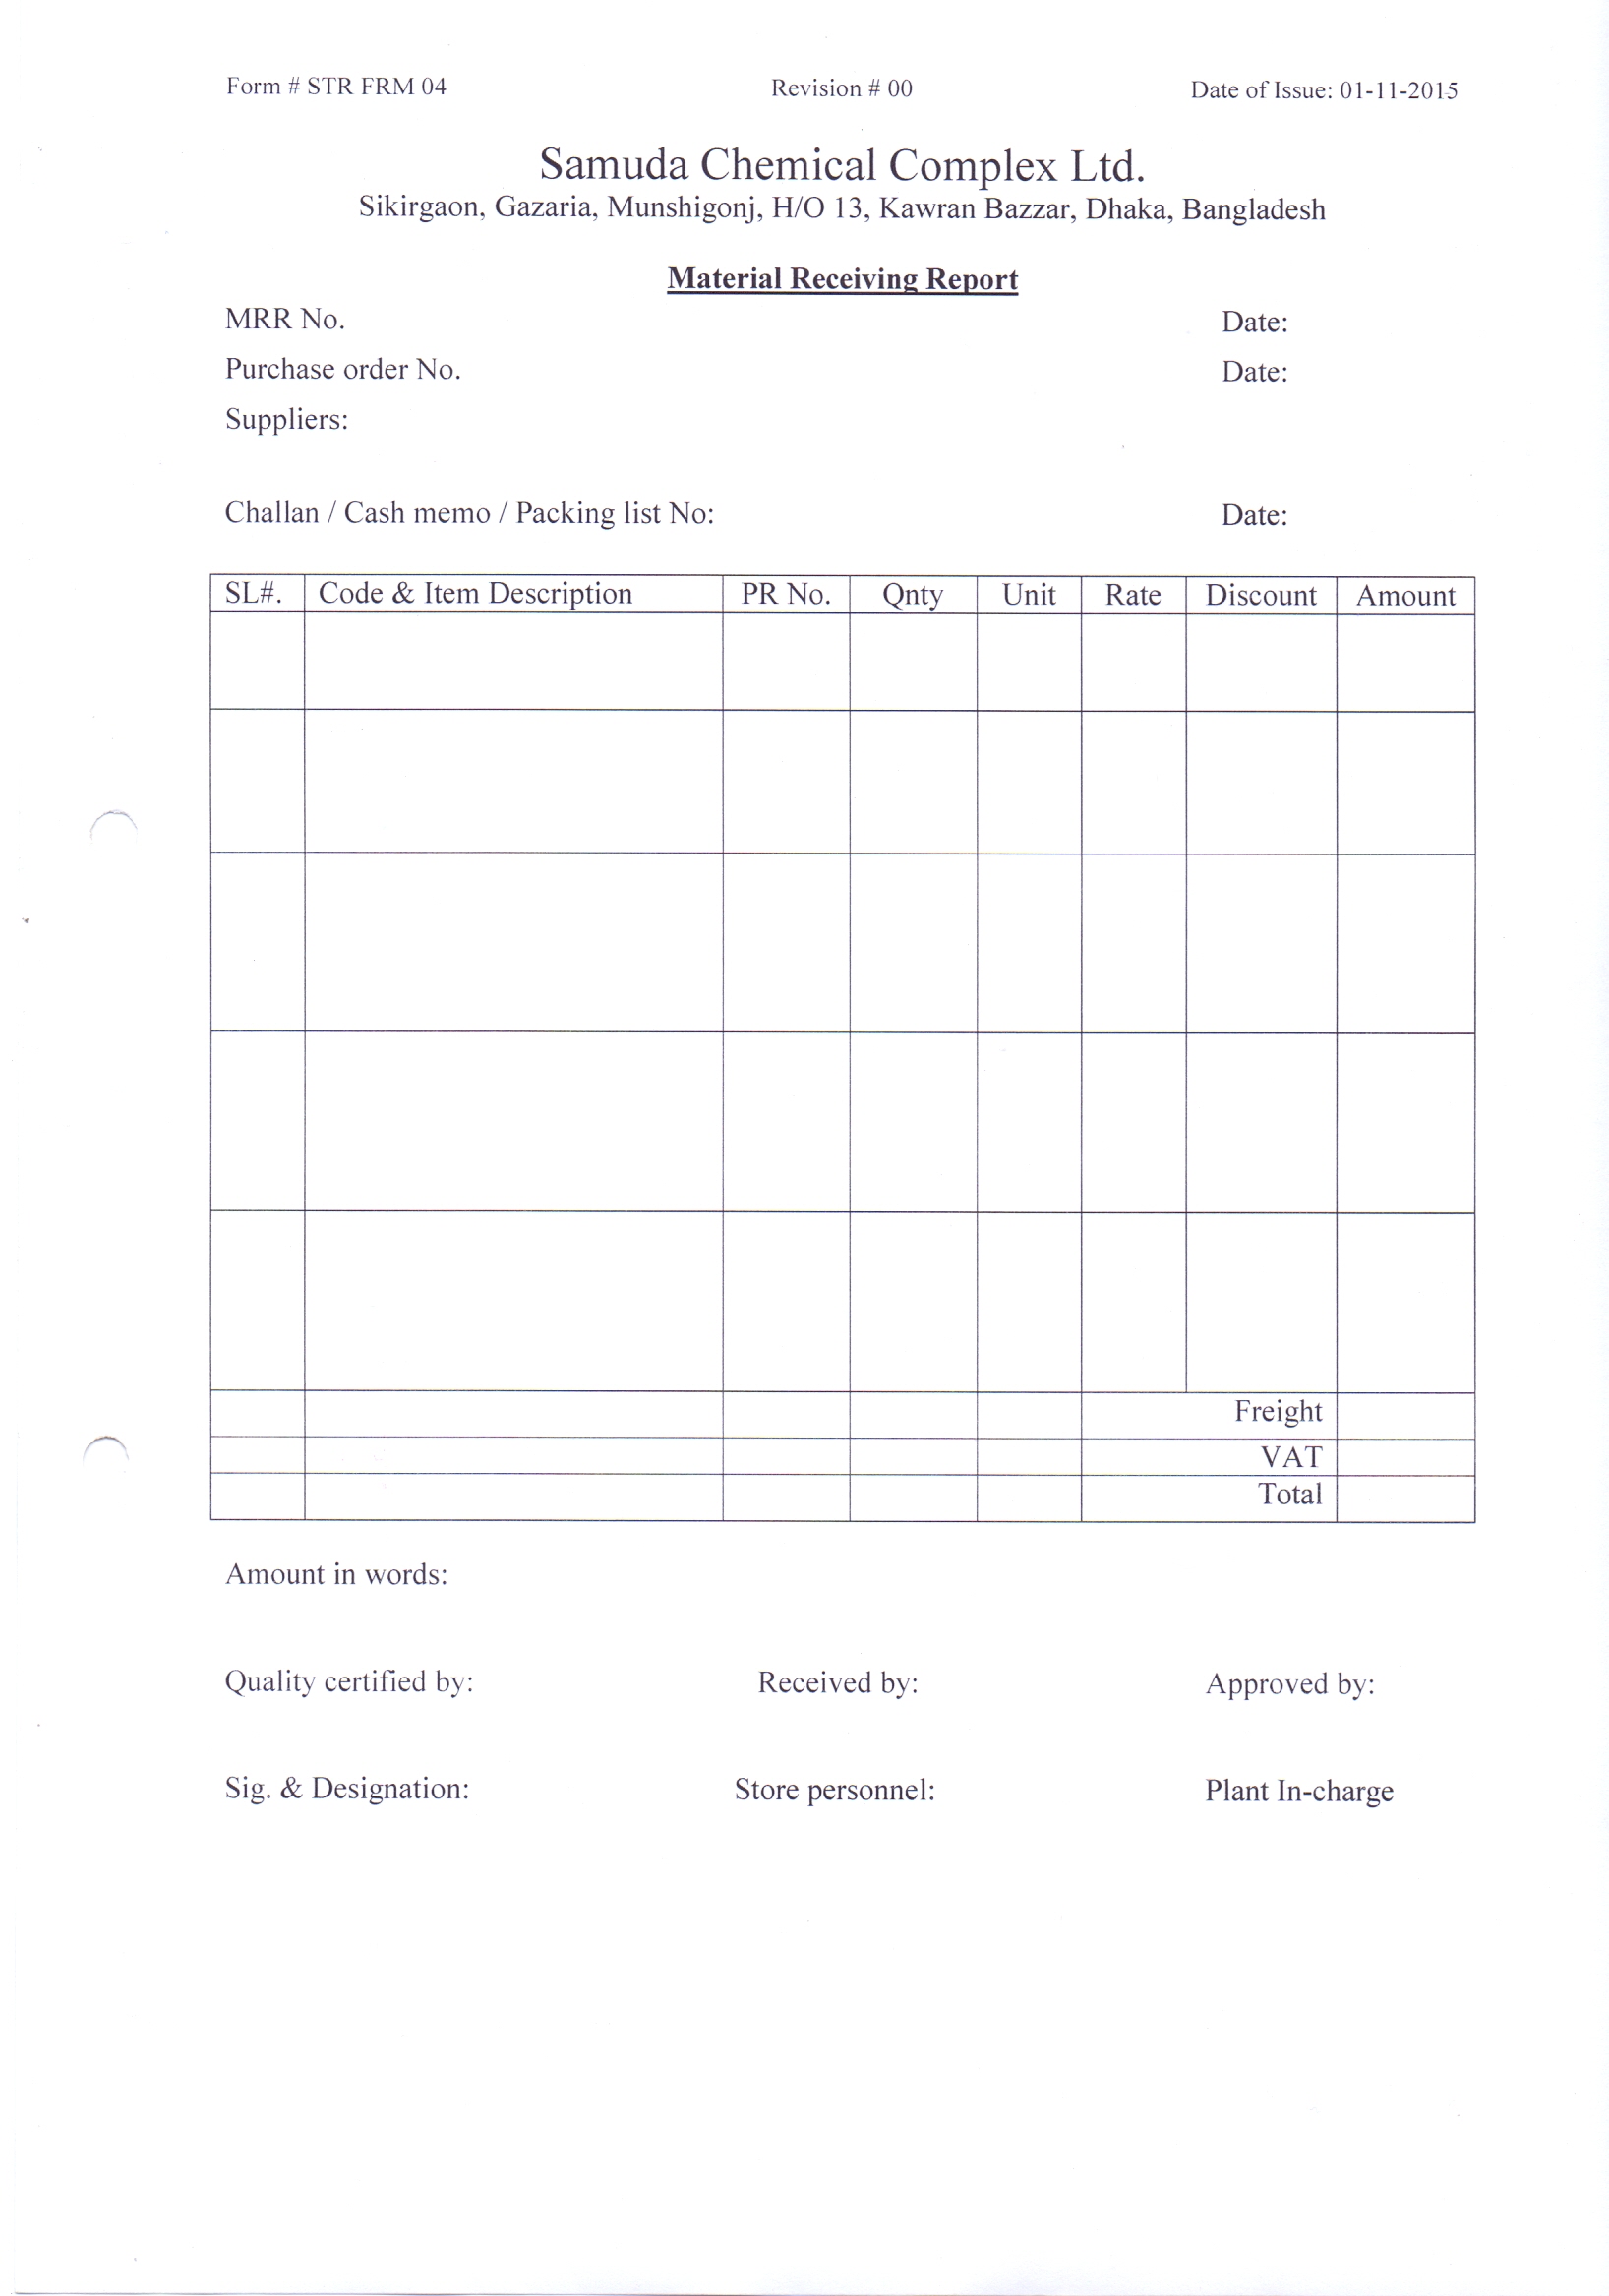 Form # STR FRM 04 Revision # 00 Date of Issue: 01-11-2015
Samuda Chemical Complex Ltd.
Sikirgaon, Gazaria, Munshigonj, H/O 13, Kawran Bazzar, Dhaka, Bangladesh
Material Receiving Report
MRR No. Date:
Purchase order No. Date:
Suppliers:
Challan / Cash memo / Packing list No: Date:
SL#. Code & Item Description PR No. Qnty Unit Rate Discount Amount
Freight
VAT
Total
Amount in words:
Quality certified by: Received by: Approved by:
Sig. & Designation: Store personnel: Plant In-charge